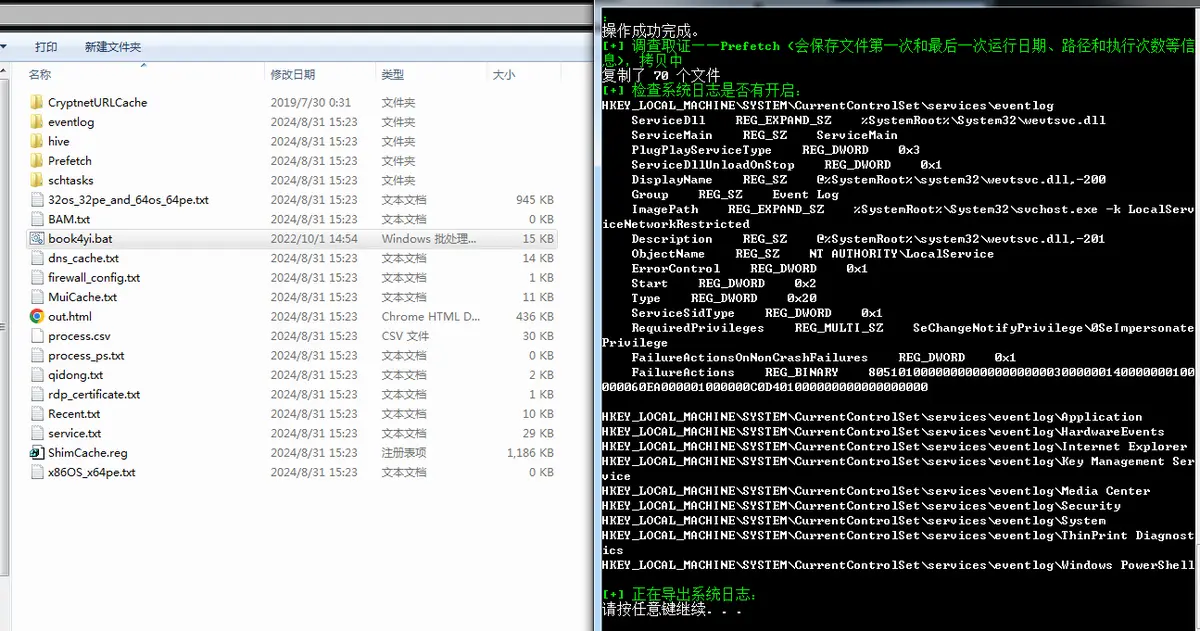 打印 新建文件夹
名称 修改日期 类型 大小
CryptnetURLCache 2019/7/30 0:31 文件夹
eventlog 2024/8/31 15:23 文件夹
hive 2024/8/31 15:23 文件夹
Prefetch 2024/8/31 15:23 文件夹
schtasks 2024/8/31 15:23 文件夹
32os_32pe_and_64os_64pe.txt 2024/8/31 15:23 文本文档 945 KB
BAM.txt 2024/8/31 15:23 文本文档 0 KB
book4yi.bat 2022/10/1 14:54 Windows 批处理... 15 KB
dns_cache.txt 2024/8/31 15:23 文本文档 14 KB
firewall_config.txt 2024/8/31 15:23 文本文档 1 KB
MuiCache.txt 2024/8/31 15:23 文本文档 11 KB
out.html 2024/8/31 15:23 Chrome HTML D... 436 KB
process.csv 2024/8/31 15:23 CSV 文件 30 KB
process_ps.txt 2024/8/31 15:23 文本文档 0 KB
qidong.txt 2024/8/31 15:23 文本文档 2 KB
rdp_certificate.txt 2024/8/31 15:23 文本文档 1 KB
Recent.txt 2024/8/31 15:23 文本文档 10 KB
service.txt 2024/8/31 15:23 文本文档 29 KB
ShimCache.reg 2024/8/31 15:23 注册表项 1,186 KB
x86OS_x64pe.txt 2024/8/31 15:23 文本文档 0 KB
:
操作成功完成。
[+] 调查取证——Prefetch（会保存文件第一次和最后一次运行日期、路径和执行次数等信
息），拷贝中
复制了 70 个文件
[+] 检查系统日志是否有开启：
HKEY_LOCAL_MACHINE\SYSTEM\CurrentControlSet\services\eventlog
ServiceDll REG_EXPAND_SZ %SystemRoot%\System32\wevtsvc.dll
ServiceMain REG_SZ ServiceMain
PlugPlayServiceType REG_DWORD 0x3
ServiceDllUnloadOnStop REG_DWORD 0x1
DisplayName REG_SZ @%SystemRoot%\system32\wevtsvc.dll,-200
Group REG_SZ Event Log
ImagePath REG_EXPAND_SZ %SystemRoot%\System32\svchost.exe -k LocalServ
iceNetworkRestricted
Description REG_SZ @%SystemRoot%\system32\wevtsvc.dll,-201
ObjectName REG_SZ NT AUTHORITY\LocalService
ErrorControl REG_DWORD 0x1
Start REG_DWORD 0x2
Type REG_DWORD 0x20
ServiceSidType REG_DWORD 0x1
RequiredPrivileges REG_MULTI_SZ SeChangeNotifyPrivilege\0SeImpersonate
Privilege
FailureActionsOnNonCrashFailures REG_DWORD 0x1
FailureActions REG_BINARY
HKEY_LOCAL_MACHINE\SYSTEM\CurrentControlSet\services\eventlog\Application
HKEY_LOCAL_MACHINE\SYSTEM\CurrentControlSet\services\eventlog\HardwareEvents
HKEY_LOCAL_MACHINE\SYSTEM\CurrentControlSet\services\eventlog\Internet Explorer
HKEY_LOCAL_MACHINE\SYSTEM\CurrentControlSet\services\eventlog\Key Management Ser
vice
HKEY_LOCAL_MACHINE\SYSTEM\CurrentControlSet\services\eventlog\Media Center
HKEY_LOCAL_MACHINE\SYSTEM\CurrentControlSet\services\eventlog\Security
HKEY_LOCAL_MACHINE\SYSTEM\CurrentControlSet\services\eventlog\System
HKEY_LOCAL_MACHINE\SYSTEM\CurrentControlSet\services\eventlog\ThinPrint Diagnost
ics
HKEY_LOCAL_MACHINE\SYSTEM\CurrentControlSet\services\eventlog\Windows PowerShell
[+] 正在导出系统日志：
请按任意键继续. . .